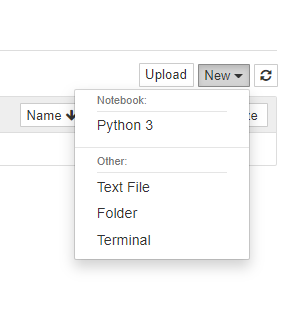 Upload New
Notebook:
Name
Python 3
Other:
Text File
Folder
Terminal